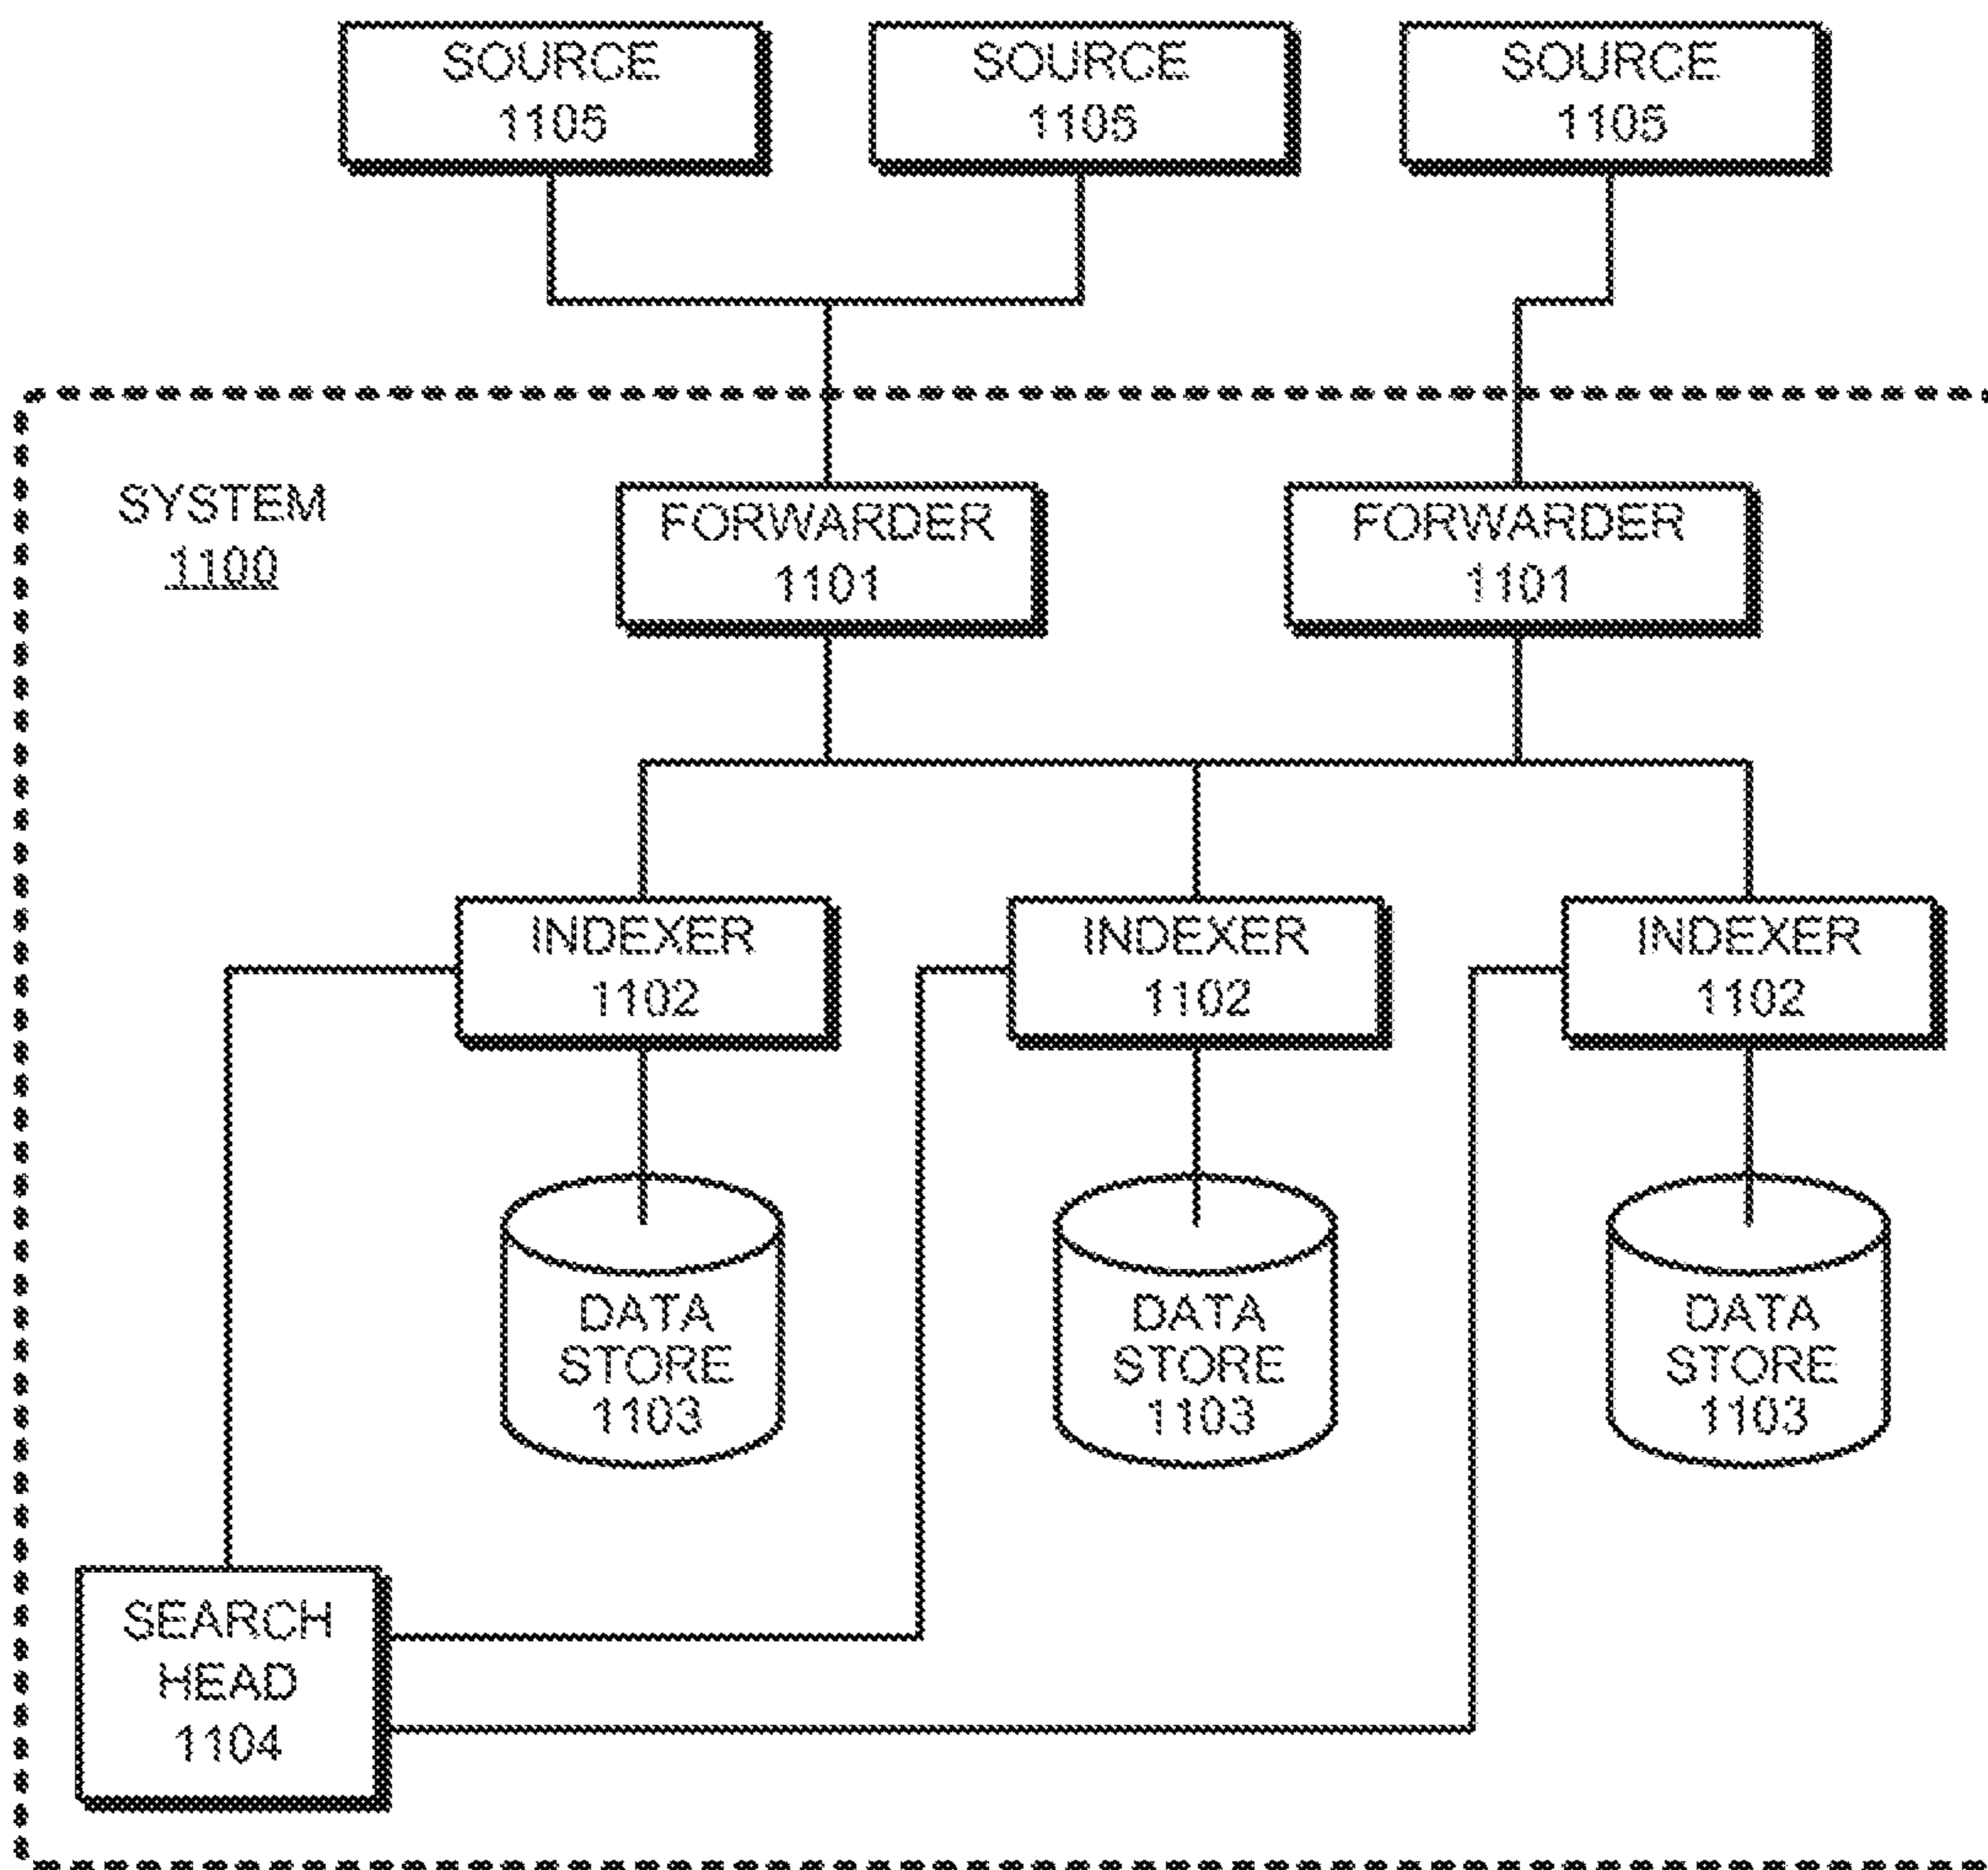 SOURCE
1105
SOURCE
1105
SOURCE
1105
SYSTEM
1100
FORWARDER
1101
FORWARDER
1101
INDEXER
1102
INDEXER
1102
INDEXER
1102
DATA
STORE
1103
DATA
STORE
1103
DATA
STORE
1103
SEARCH
HEAD
1104